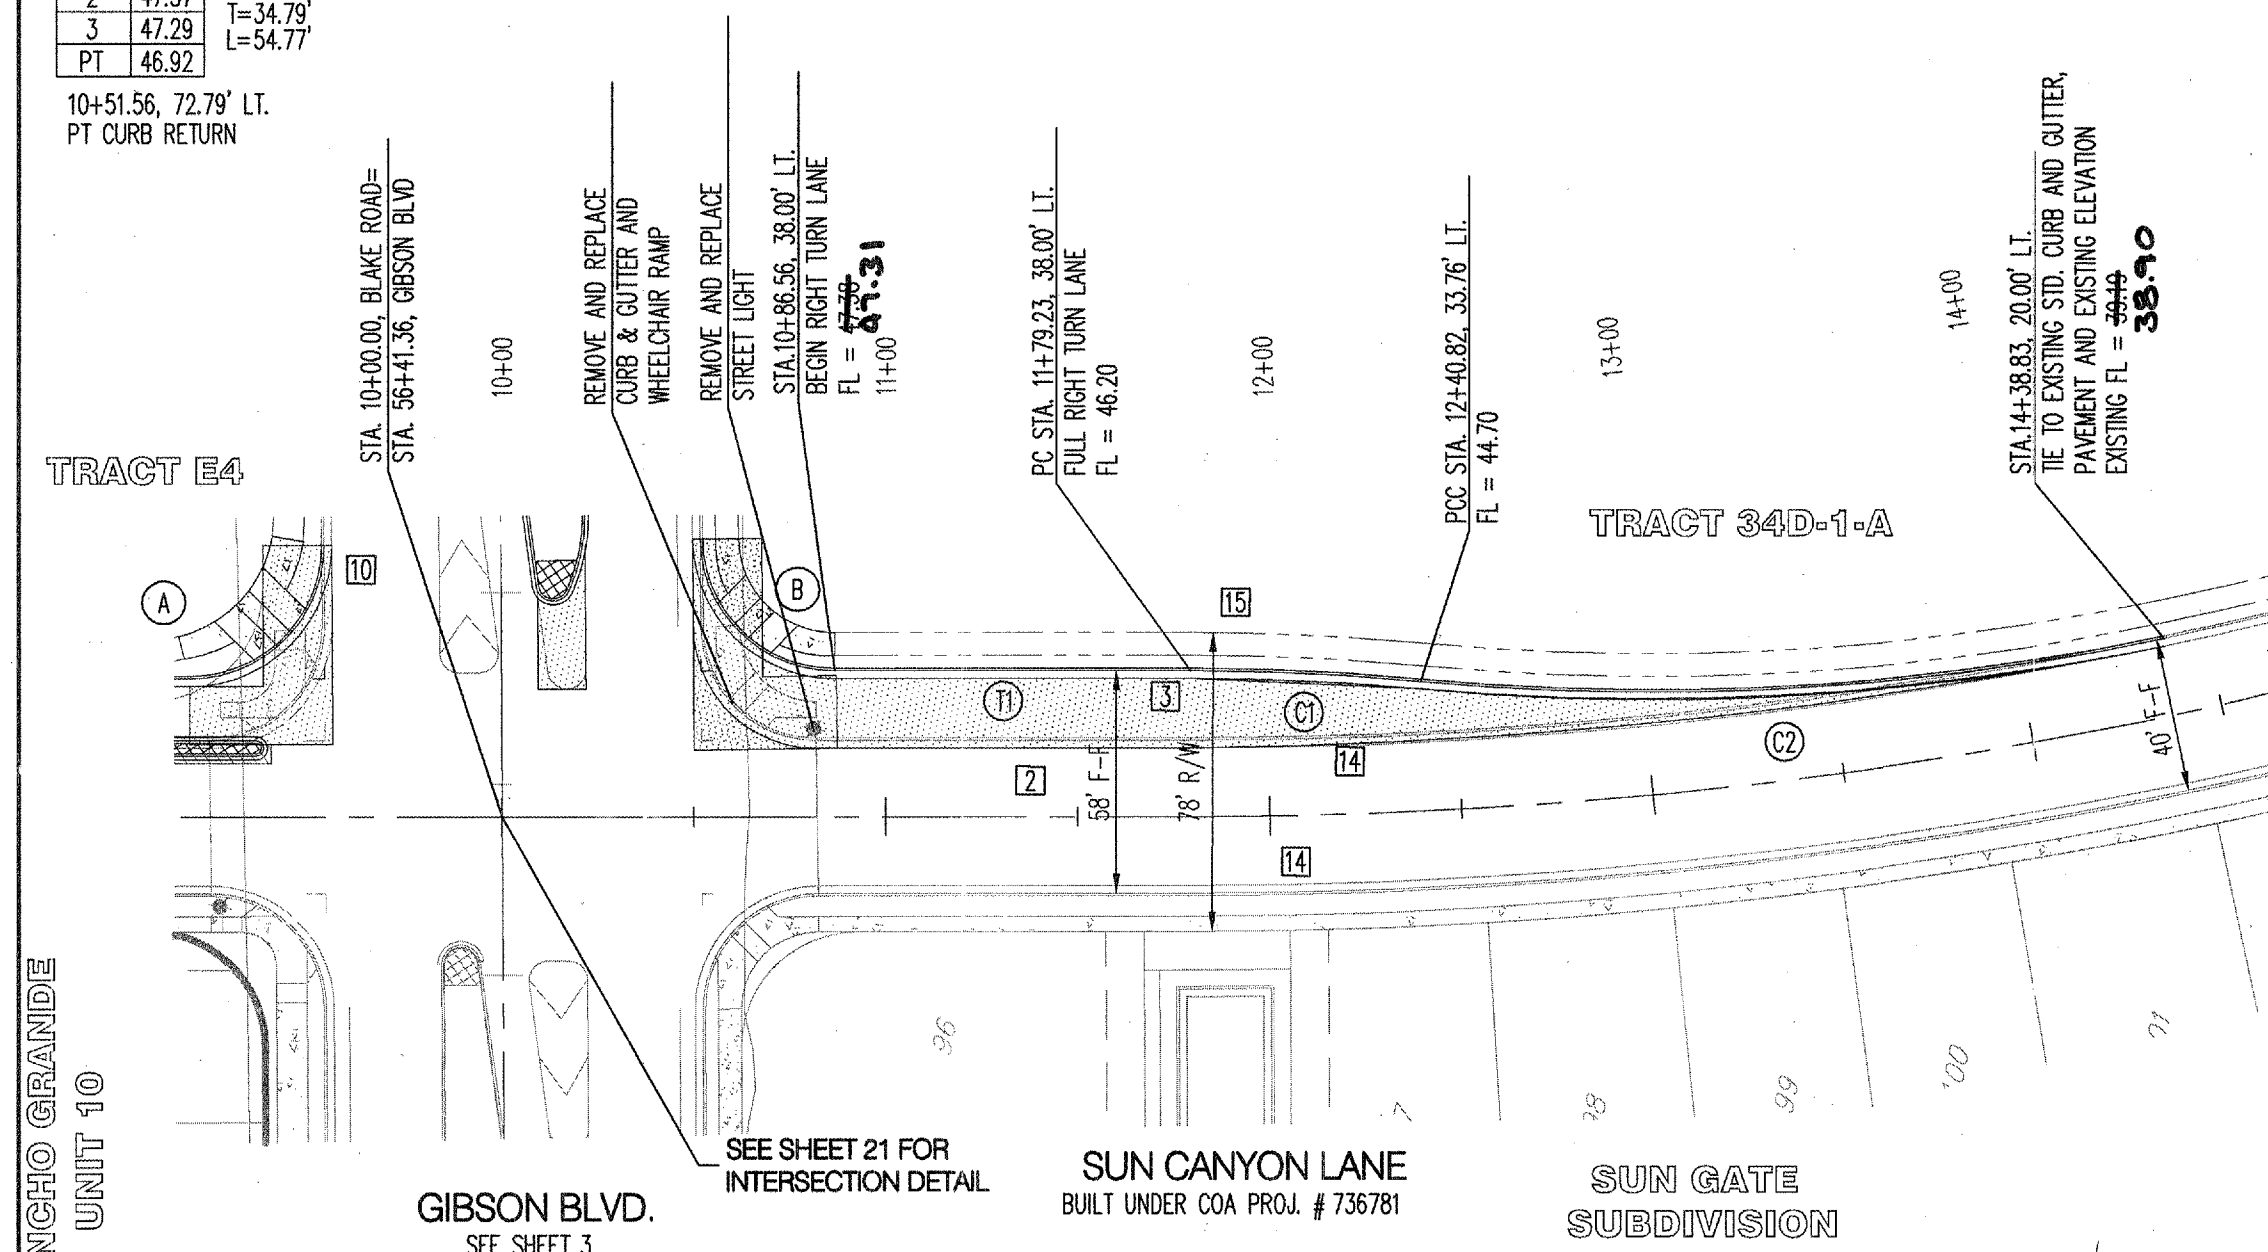 3 47.29
PT 46.92
T=34.79'
L=54.77'
10+51.56, 72.79' LT.
PT CURB RETURN
STA. 10+00.00, BLAKE ROAD=
STA. 56+41.36, GIBSON BLVD
10+00
REMOVE AND REPLACE
CURB & GUTTER AND
WHEELCHAIR RAMP
REMOVE AND REPLACE
STREET LIGHT
STA.10+86.56, 38.00' LT.
BEGIN RIGHT TURN LANE
FL = 47.38
47.31
11+00
PC STA. 11+79.23, 38.00' LT.
FULL RIGHT TURN LANE
FL = 46.20
12+00
PCC STA. 12+40.82, 33.76' LT.
FL = 44.70
13+00
14+00
STA.14+38.83, 20.00' LT.
TIE TO EXISTING STD. CURB AND GUTTER,
PAVEMENT AND EXISTING ELEVATION
EXISTING FL = 39.19
38.90
TRACT E4
TRACT 34D-1-A
A
10
B
15
T1
3
C1
C2
2
14
14
58' F-F
78' R/W
40' F-F
96
98
99
100
SEE SHEET 21 FOR
INTERSECTION DETAIL
GIBSON BLVD.
SEE SHEET 3
SUN CANYON LANE
BUILT UNDER COA PROJ. # 736781
SUN GATE
SUBDIVISION
NCHO GRANDE
UNIT 10